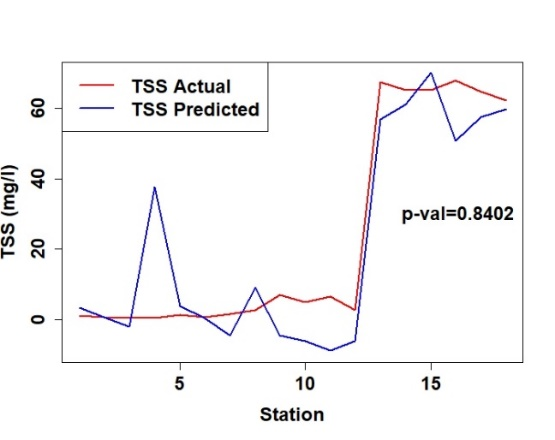 TSS Actual
TSS Predicted
TSS (mg/l)
60
40
20
0
p-val=0.8402
5 10 15
Station